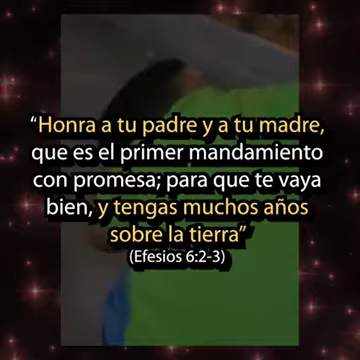 “Honra a tu padre y a tu madre,
que es el primer mandamiento
con promesa; para que te vaya
bien, y tengas muchos años
sobre la tierra”
(Efesios 6:2-3)